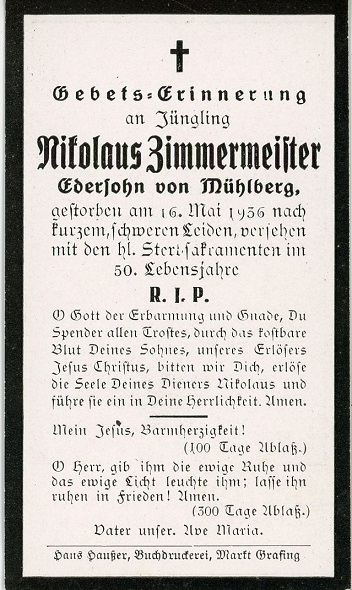 Gebets=Erinnerung
an Jüngling
Nikolaus Zimmermeister
Edersohn von Mühlberg,
gestorben am 16. Mai 1936 nach
kurzem, schweren Leiden, versehen
mit den hl. Sterbsakramenten im
30. Lebensjahre
R. I. P.
O Gott der Erbarmung und Gnade, Du
Spender allen Trostes, durch das kostbare
Blut Deines Sohnes, unseres Erlösers
Jesus Christus, bitten wir Dich, erlöse
die Seele Deines Dieners Nikolaus und
führe sie ein in Deine Herrlichkeit. Amen.
Mein Jesus, Barmherzigkeit!
(100 Tage Ablaß.)
O Herr, gib ihm die ewige Ruhe und
das ewige Licht leuchte ihm; lasse ihn
ruhen in Frieden! Amen.
(300 Tage Ablaß.)
Vater unser. Ave Maria.
Hans Haußer, Buchdruckerei, Markt Grafing